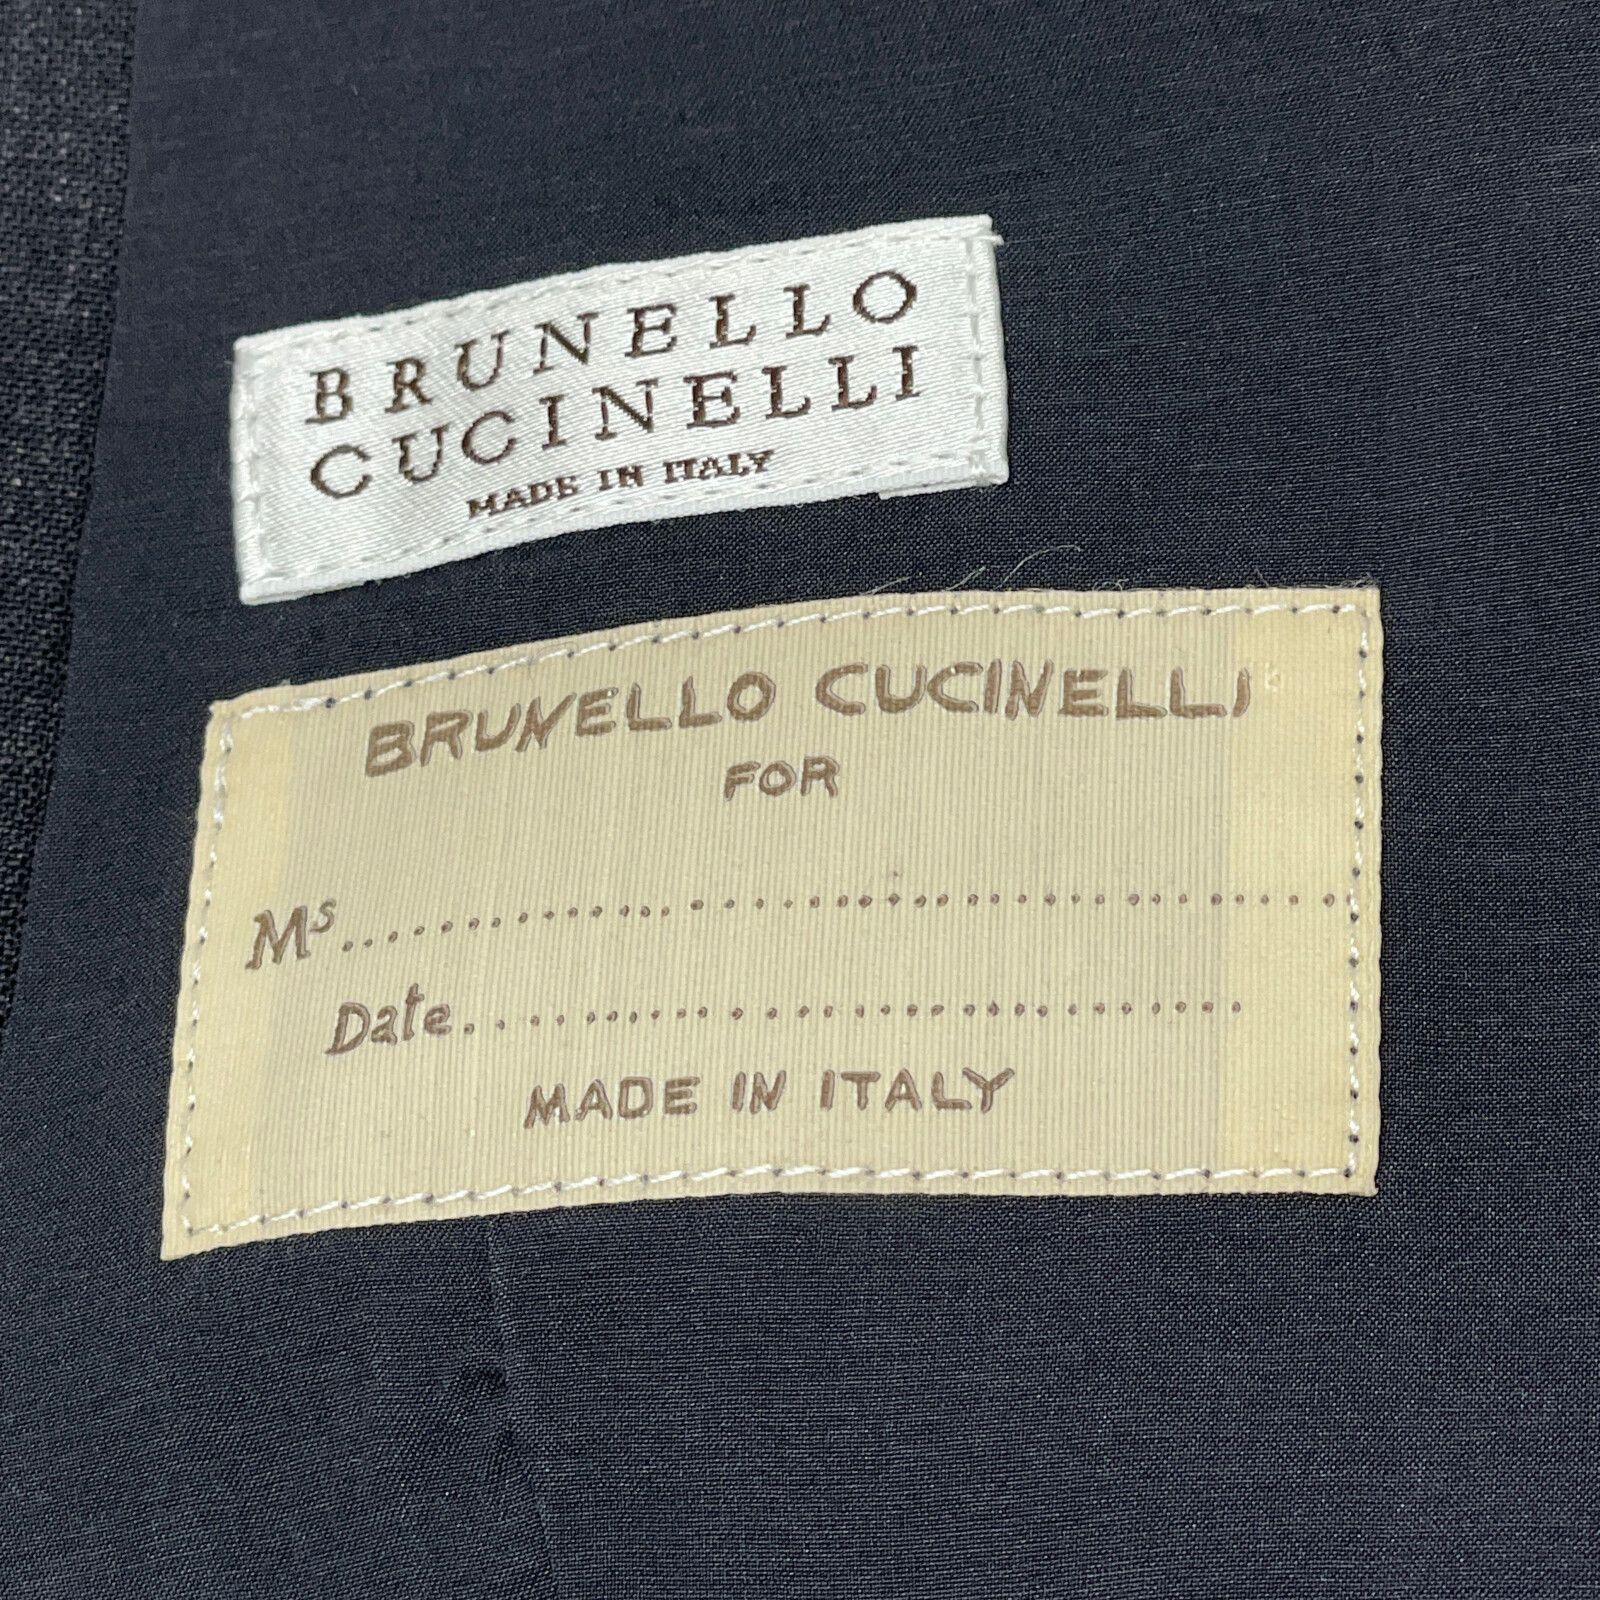 BRUNELLO
CUCINELLI
MADE IN ITALY
BRUNELLO CUCINELLI
FOR
Ms........................................
Date..............................
MADE IN ITALY